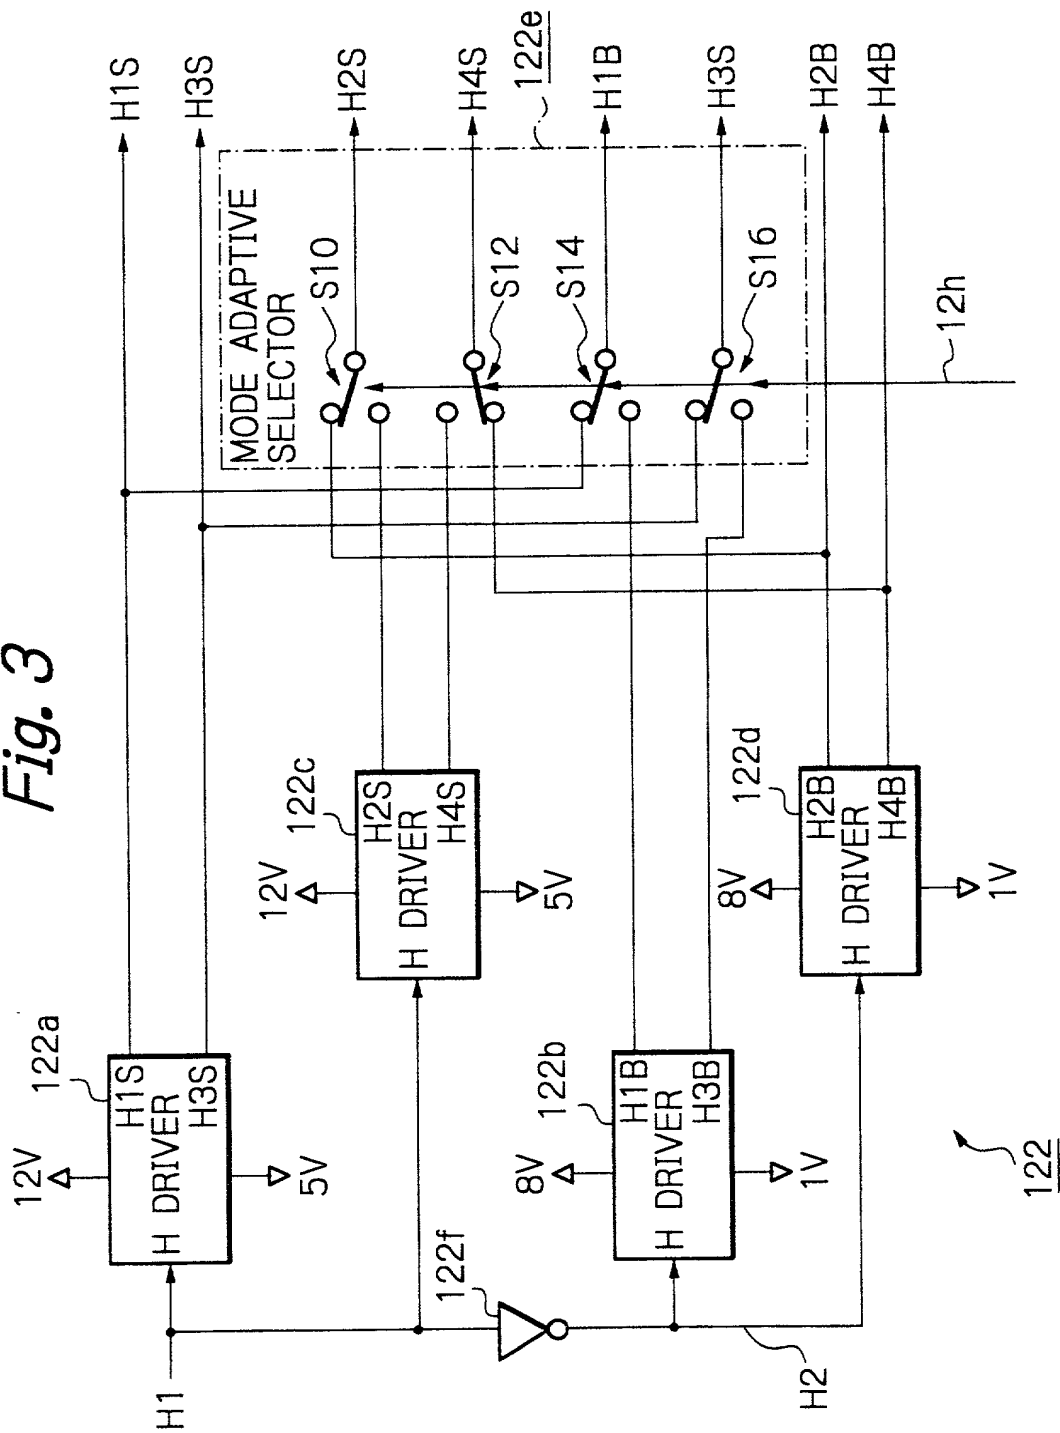 Fig. 3
H1
H2
122
122f
12V
122a
H DRIVER
H1S
H3S
5V
12V
122c
H DRIVER
H2S
H4S
5V
8V
122b
H DRIVER
H1B
H3B
1V
8V
122d
H DRIVER
H2B
H4B
1V
MODE ADAPTIVE
SELECTOR
S10
S12
S14
S16
12h
122e
H1S
H3S
H2S
H4S
H1B
H3S
H2B
H4B